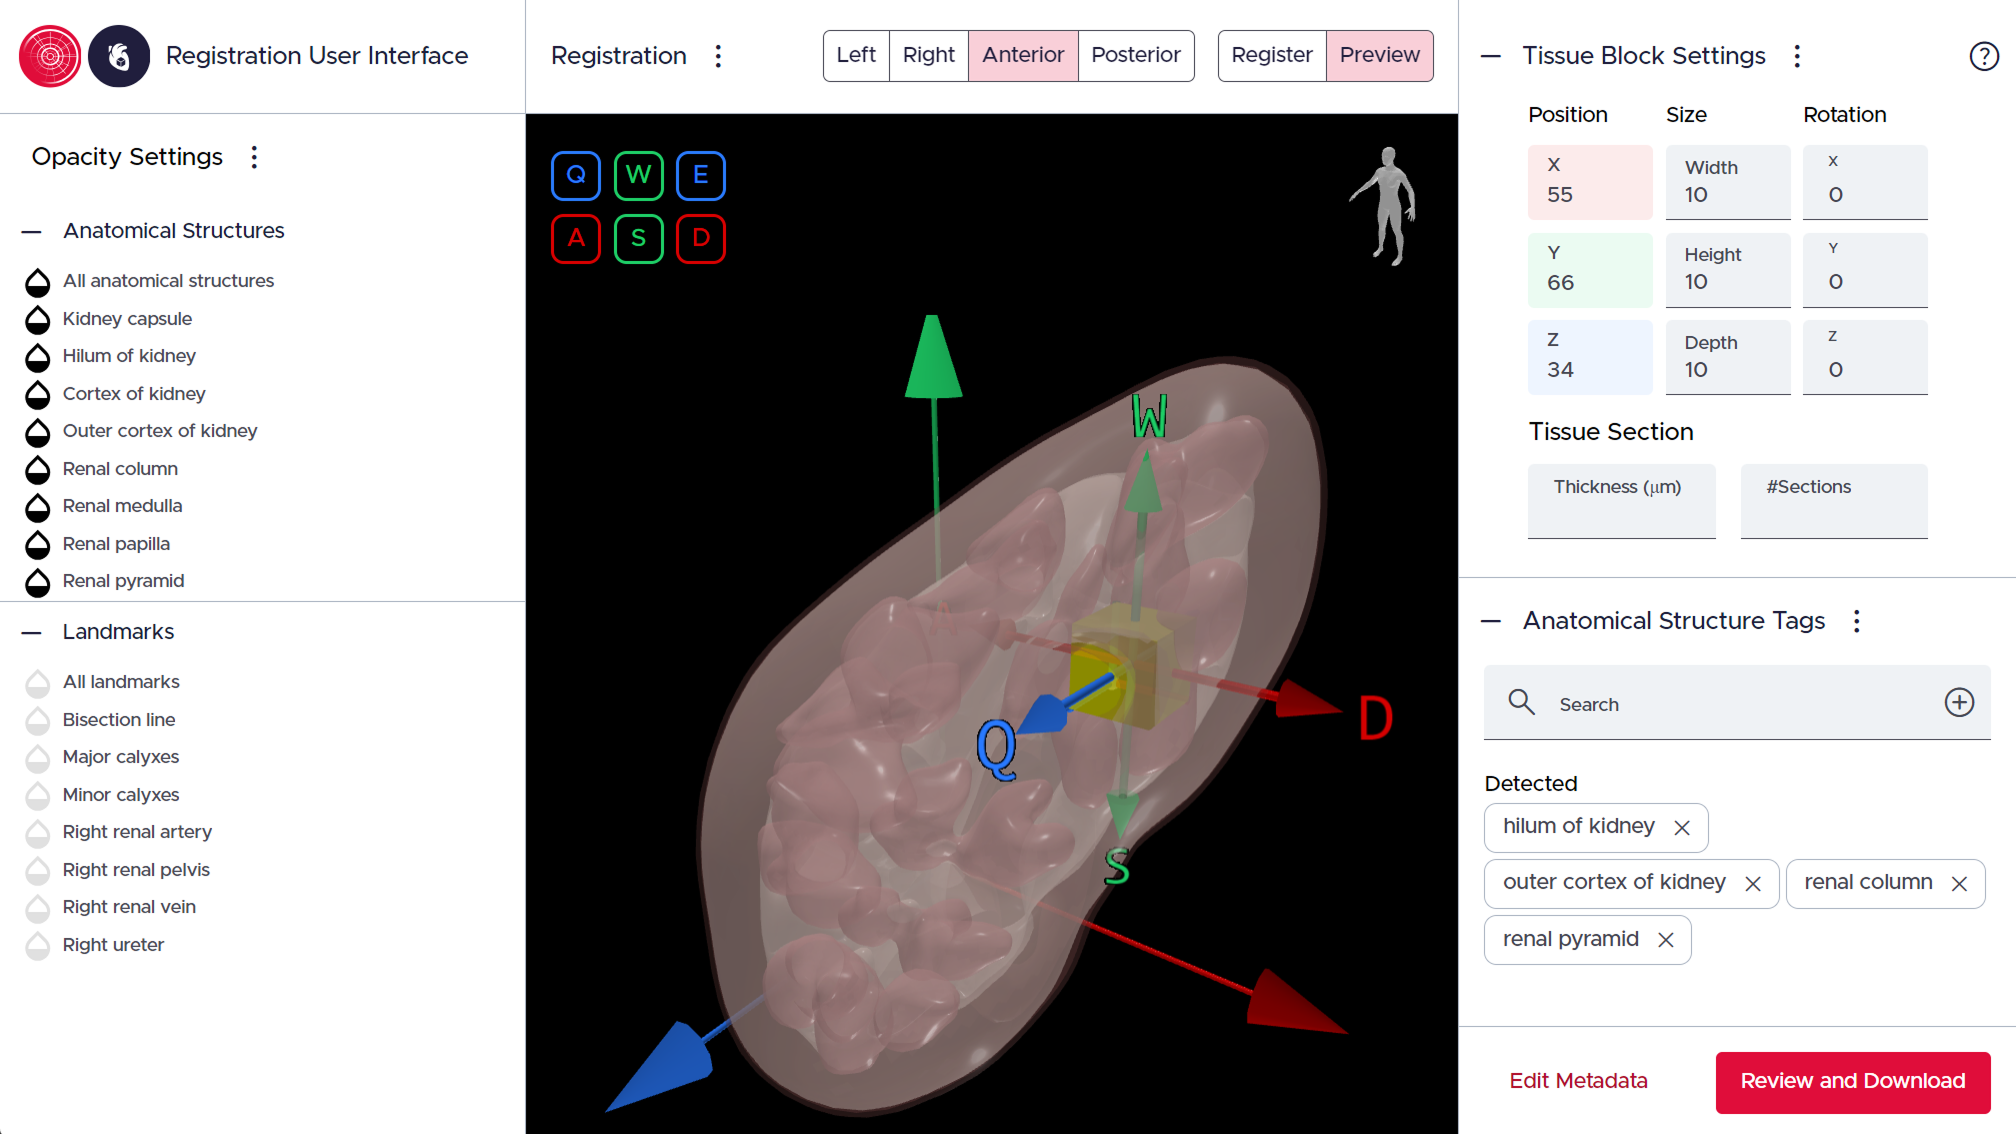 Registration User Interface
Opacity Settings
Anatomical Structures
All anatomical structures
Kidney capsule
Hilum of kidney
Cortex of kidney
Outer cortex of kidney
Renal column
Renal medulla
Renal papilla
Renal pyramid
Landmarks
All landmarks
Bisection line
Major calyxes
Minor calyxes
Right renal artery
Right renal pelvis
Right renal vein
Right ureter
Registration
Left Right Anterior Posterior
Register Preview
Q W E
A S D
W
A
D
Q
S
Tissue Block Settings
?
Position Size Rotation
X Width X
55 10 0
Y Height Y
66 10 0
Z Depth Z
34 10 0
Tissue Section
Thickness (μm) #Sections
Anatomical Structure Tags
Search
Detected
hilum of kidney
outer cortex of kidney renal column
renal pyramid
Edit Metadata Review and Download